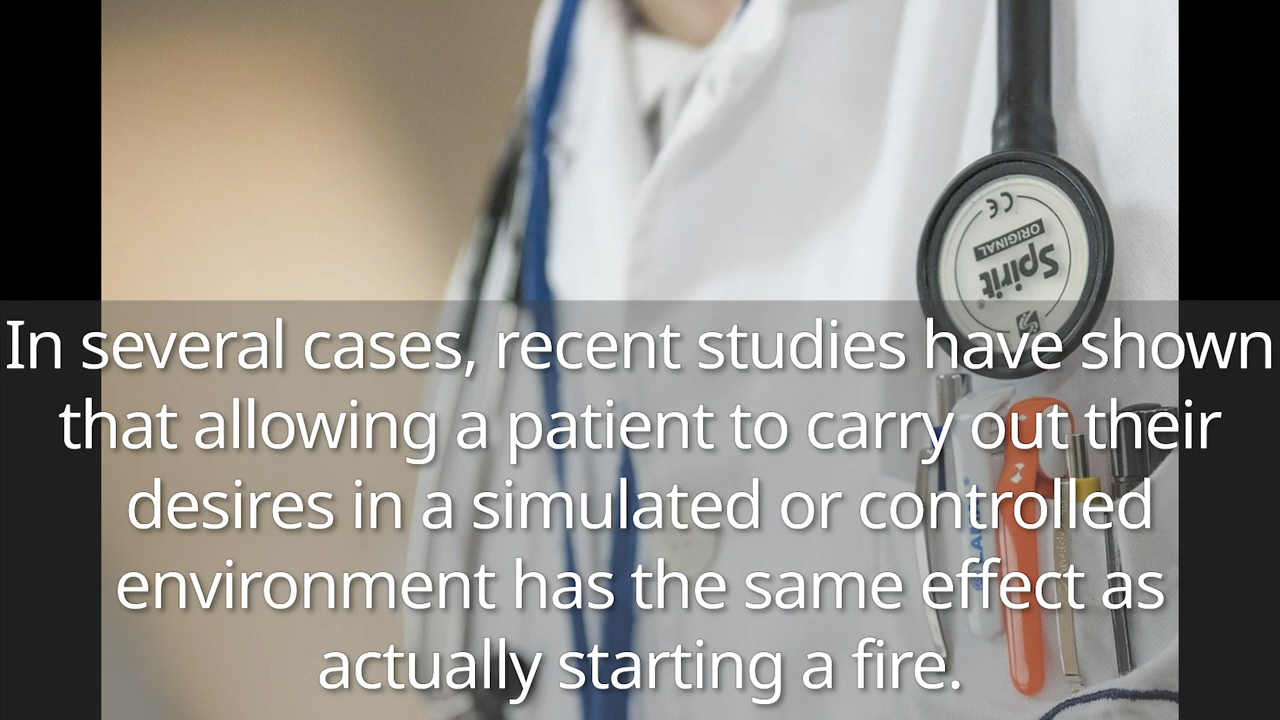 CE
ORIGINAL
Spirit
®
In several cases, recent studies have shown
that allowing a patient to carry out their
desires in a simulated or controlled
environment has the same effect as
actually starting a fire.